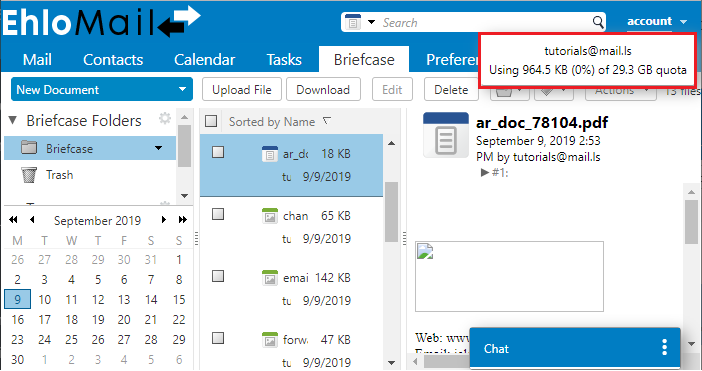 EhloMail
Search
account
tutorials@mail.ls
Using 964.5 KB (0%) of 29.3 GB quota
Mail Contacts Calendar Tasks Briefcase Preferen
New Document
Upload File Download Edit Delete Actions 13 files
Briefcase Folders
Briefcase
Trash
September 2019
M T W T F S S
26 27 28 29 30 31 1
2 3 4 5 6 7 8
9 10 11 12 13 14 15
16 17 18 19 20 21 22
23 24 25 26 27 28 29
30 1 2 3 4 5 6
Sorted by Name
ar_dc 18 KB
tu 9/9/2019
chan 65 KB
tu 9/9/2019
emai 142 KB
tu 9/9/2019
forwa 47 KB
tu 9/9/2019
ar_doc_78104.pdf
September 9, 2019 2:53
PM by tutorials@mail.ls
#1:
Web: www
Chat